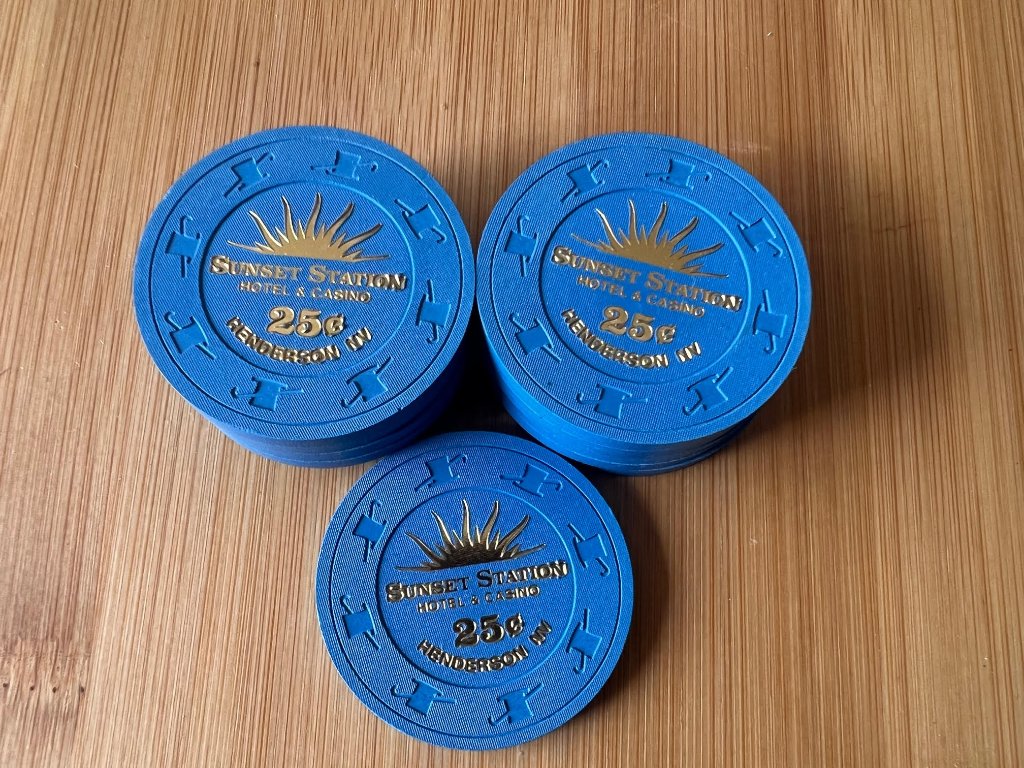 SUNSET STATION
HOTEL & CASINO
25¢
HENDERSON NV
SUNSET STATION
HOTEL & CASINO
25¢
HENDERSON NV
SUNSET STATION
HOTEL & CASINO
25¢
HENDERSON NV